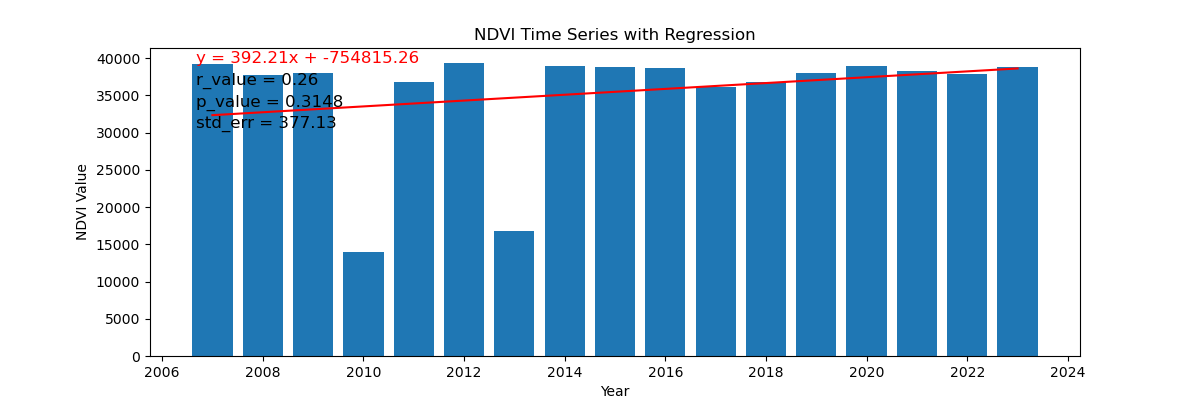 NDVI Time Series with Regression
y = 392.21x + -754815.26
r_value = 0.26
p_value = 0.3148
std_err = 377.13
40000
35000
30000
25000
20000
15000
10000
5000
0
NDVI Value
2006 2008 2010 2012 2014 2016 2018 2020 2022 2024
Year